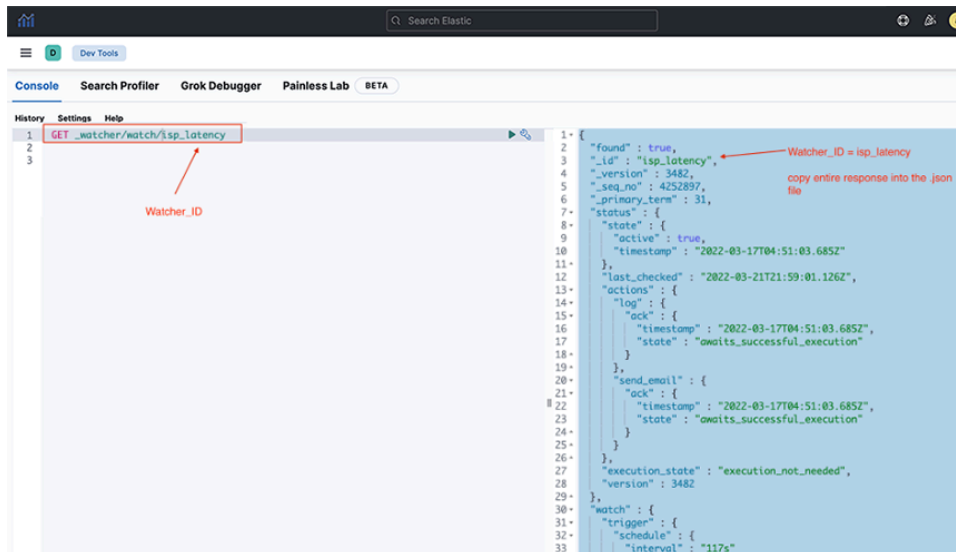 Search Elastic
D Dev Tools
Console Search Profiler Grok Debugger Painless Lab BETA
History Settings Help
1 GET _watcher/watch/isp_latency
2
3
Watcher_ID
1 {
2 "found" : true,
3 "_id" : "isp_latency",
4 "_version" : 3482,
5 "_seq_no" : 4252897,
6 "_primary_term" : 31,
7 "status" : {
8 "state" : {
9 "active" : true,
10 "timestamp" : "2022-03-17T04:51:03.685Z"
11 },
12 "last_checked" : "2022-03-21T21:59:01.126Z",
13 "actions" : {
14 "log" : {
15 "ack" : {
16 "timestamp" : "2022-03-17T04:51:03.685Z",
17 "state" : "awaits_successful_execution"
18 }
19 },
20 "send_email" : {
21 "ack" : {
22 "timestamp" : "2022-03-17T04:51:03.685Z",
23 "state" : "awaits_successful_execution"
24 }
25 }
26 },
27 "execution_state" : "execution_not_needed",
28 "version" : 3482
29 },
30 "watch" : {
31 "trigger" : {
32 "schedule" : {
33 "interval" : "117s"
Watcher_ID = isp_latency
copy entire response into the .json
file